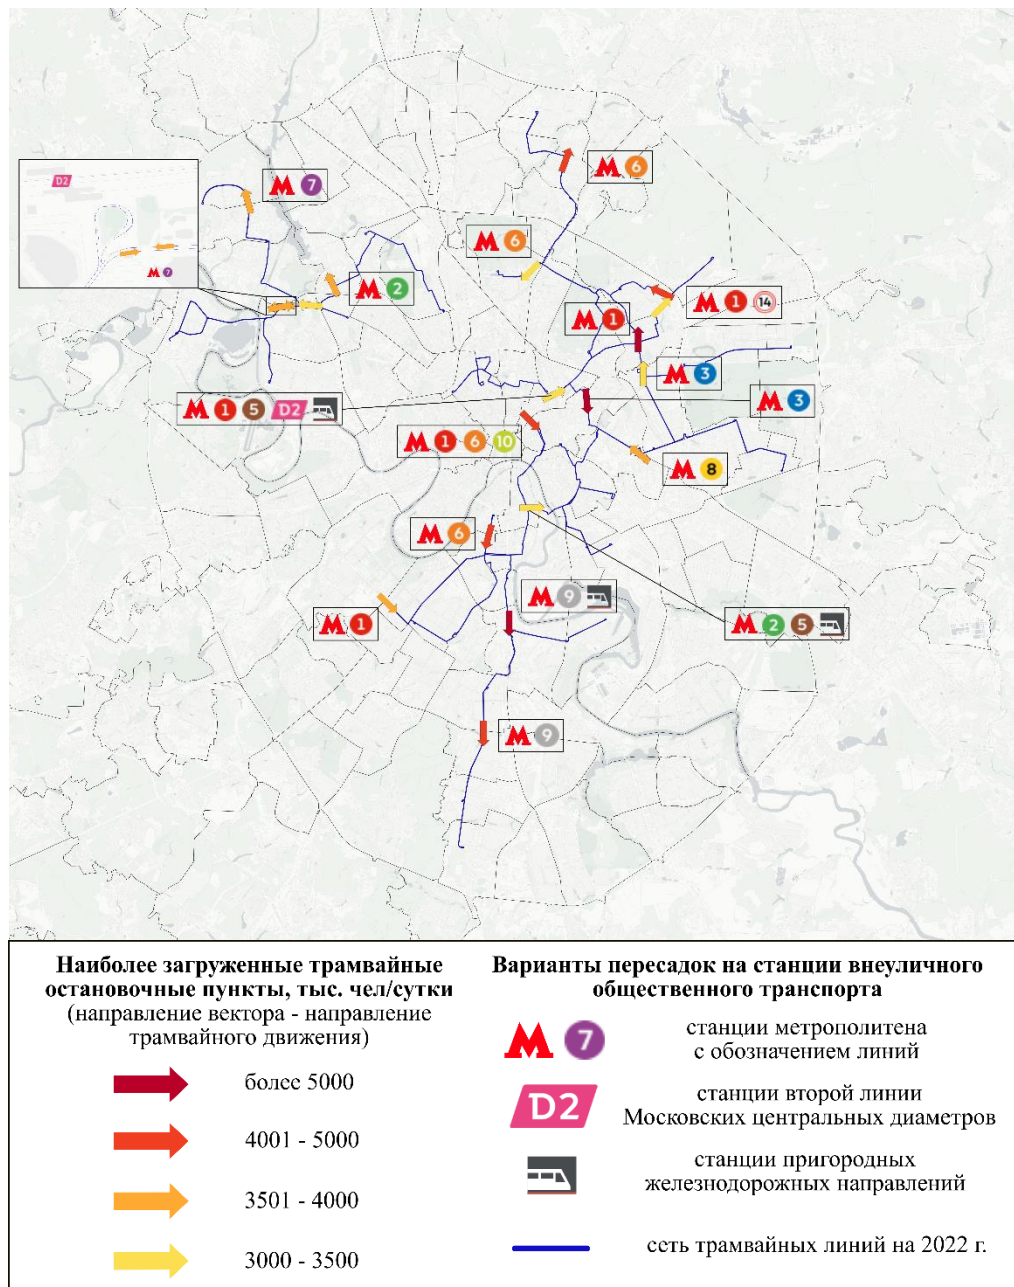 М 6
D2
М 7
М 6
М 7
М 2
М 1 14
М 1
М 3
М 3
М 1 5 D2
М 1 6 10
М 8
М 6
М 9
М 1
М 2 5
М 9
Наиболее загруженные трамвайные
остановочные пункты, тыс. чел/сутки
(направление вектора - направление
трамвайного движения)
более 5000
4001 - 5000
3501 - 4000
3000 - 3500
Варианты пересадок на станции внеуличного
общественного транспорта
М 7
станции метрополитена
с обозначением линий
D2
станции второй линии
Московских центральных диаметров
станции пригородных
железнодорожных направлений
сеть трамвайных линий на 2022 г.